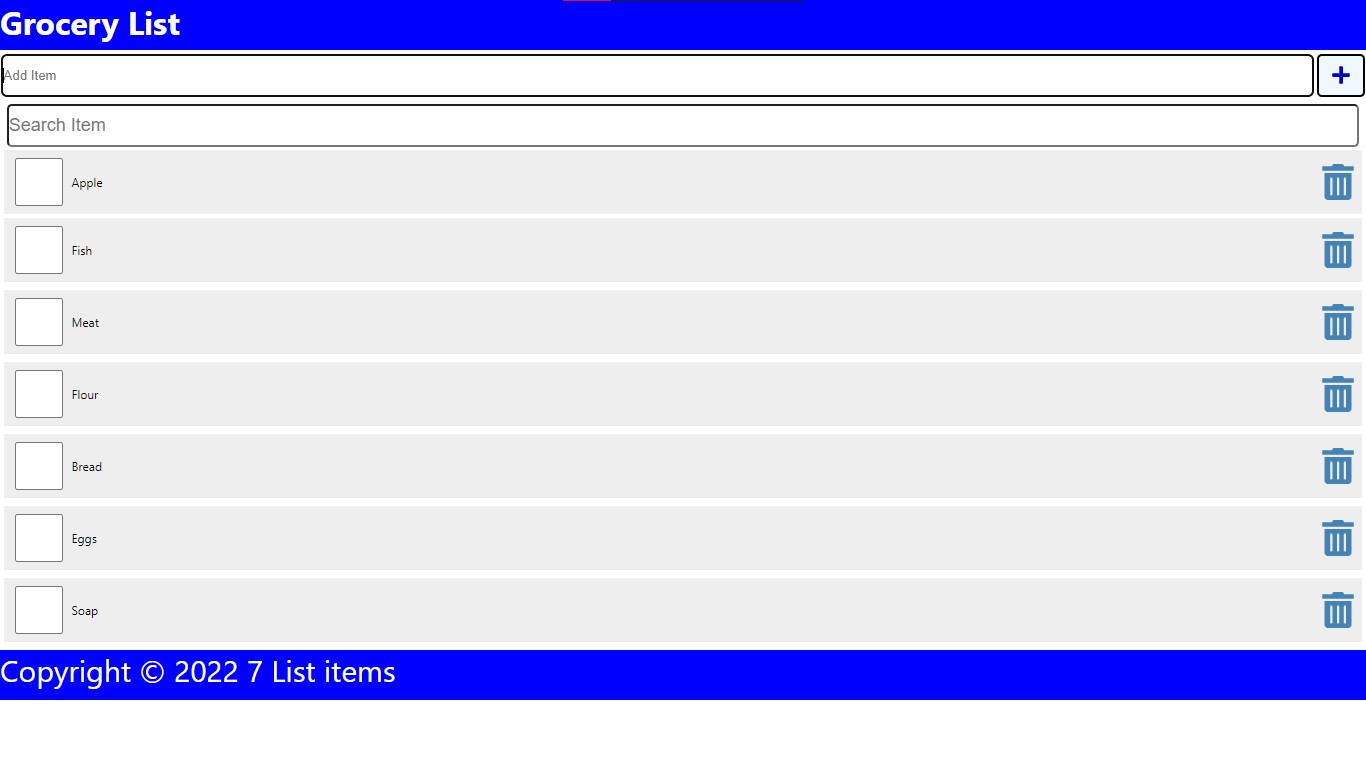 Grocery List
Add Item
Search Item
Apple
Fish
Meat
Flour
Bread
Eggs
Soap
Copyright © 2022 7 List items